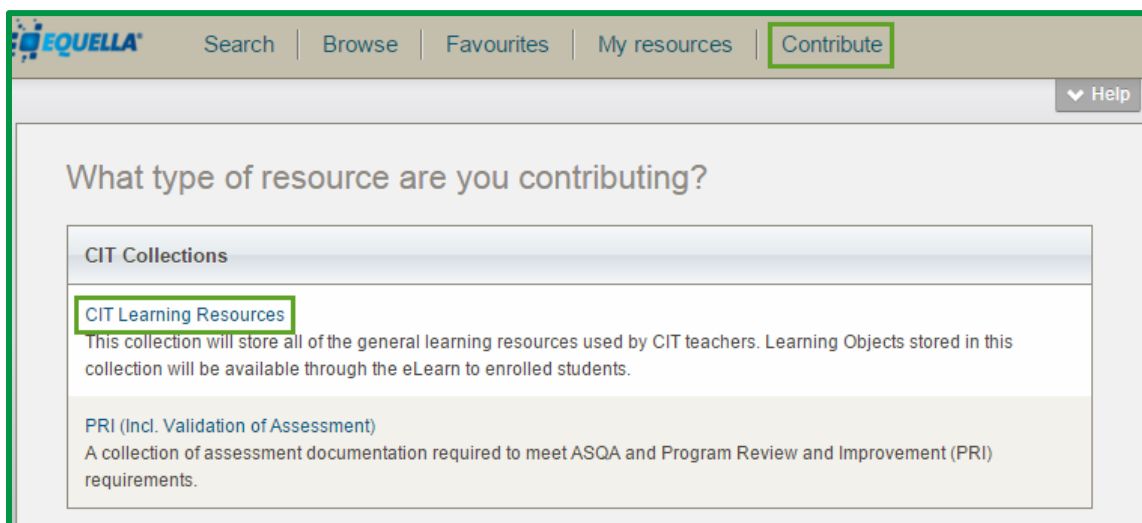 EQUELLA Search Browse Favourites My resources Contribute
Help
What type of resource are you contributing?
CIT Collections
CIT Learning Resources
This collection will store all of the general learning resources used by CIT teachers. Learning Objects stored in this
collection will be available through the eLearn to enrolled students.
PRI (Incl. Validation of Assessment)
A collection of assessment documentation required to meet ASQA and Program Review and Improvement (PRI)
requirements.